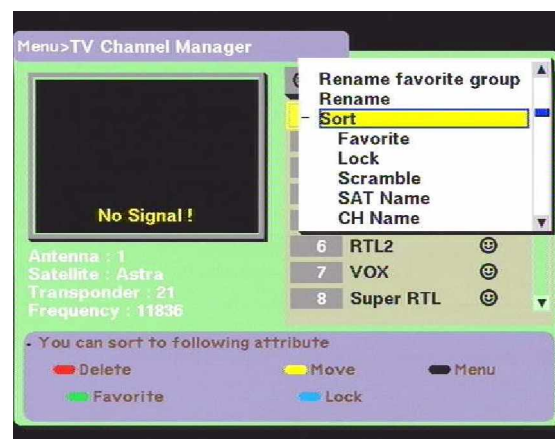 Menu>TV Channel Manager
Rename favorite group
Rename
- Sort
Favorite
Lock
Scramble
SAT Name
CH Name
No Signal !
Antenna : 1
Satellite : Astra
Transponder : 21
Frequency : 11836
6 RTL2
7 VOX
8 Super RTL
- You can sort to following attribute
Delete Move Menu
Favorite Lock